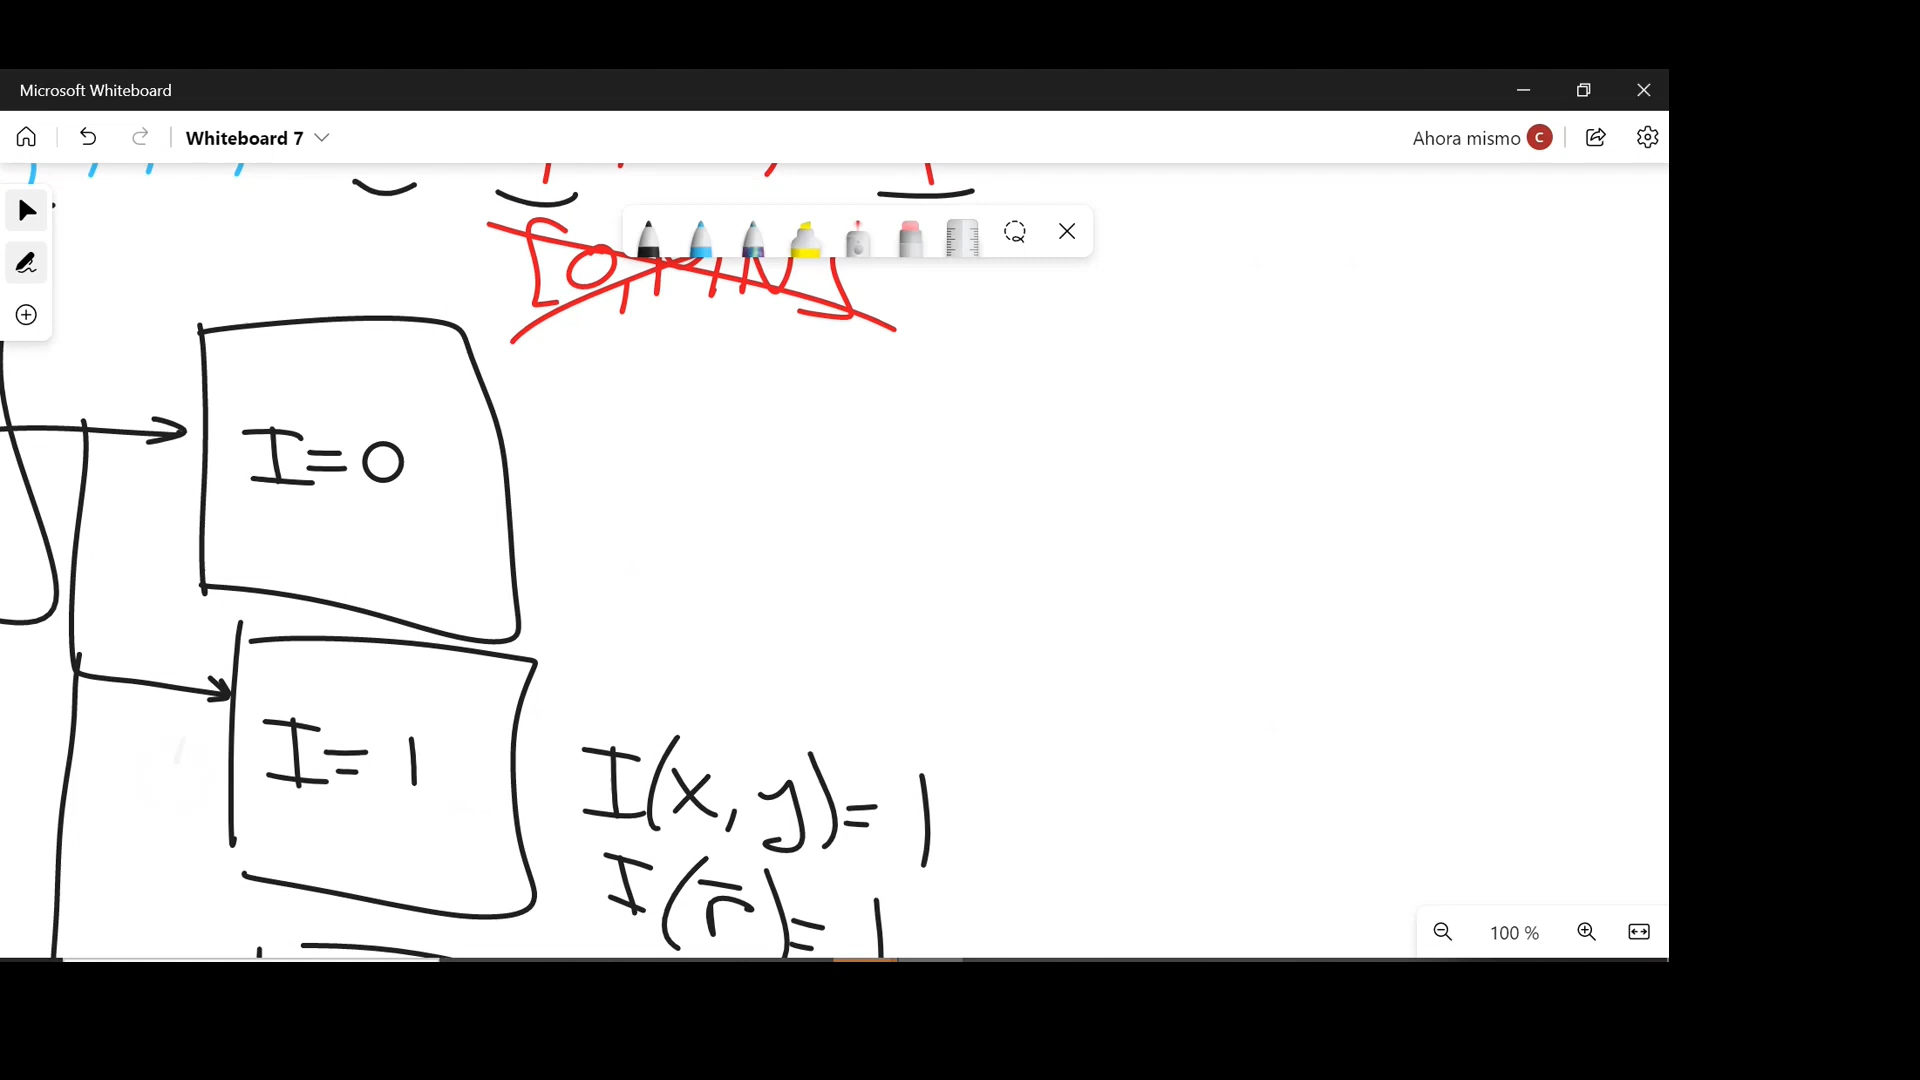 Microsoft Whiteboard
Whiteboard 7
Ahora mismo C
I=0
I=1
I(x, y)=1
I(r̄)=1
100 %